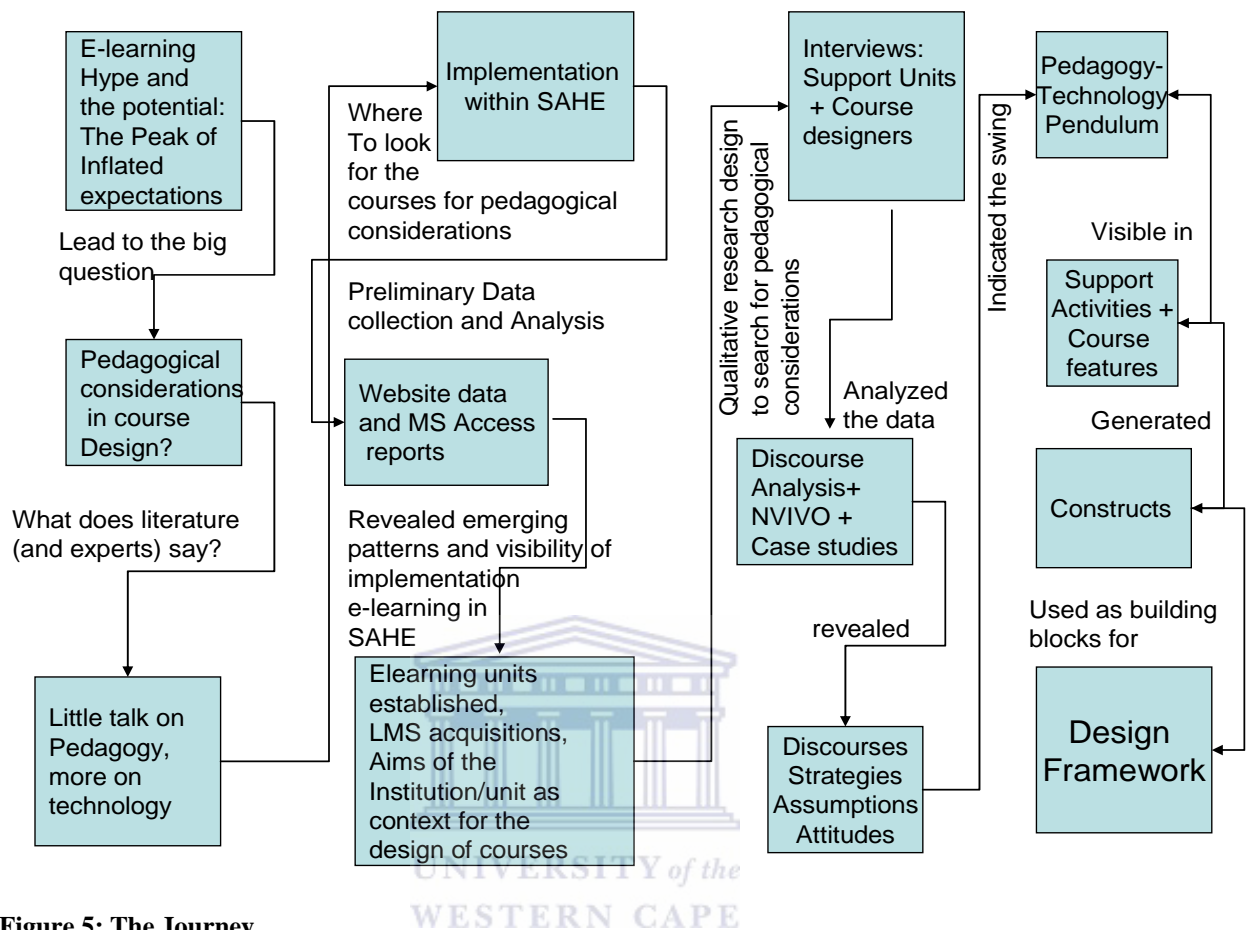 E-learning
Hype and
the potential:
The Peak of
Inflated
expectations
Lead to the big
question
Pedagogical
considerations
in course
Design?
What does literature
(and experts) say?
Little talk on
Pedagogy,
more on
technology
Implementation
within SAHE
Where
To look
for the
courses for pedagogical
considerations
Preliminary Data
collection and Analysis
Website data
and MS Access
reports
Revealed emerging
patterns and visibility of
implementation
e-learning in
SAHE
Elearning units
established,
LMS acquisitions,
Aims of the
Institution/unit as
context for the
design of courses
Qualitative research design
to search for pedagogical
considerations
Interviews:
Support Units
+ Course
designers
Analyzed
the data
Discourse
Analysis+
NVIVO +
Case studies
revealed
Discourses
Strategies
Assumptions
Attitudes
Indicated the swing
Pedagogy-
Technology
Pendulum
Visible in
Support
Activities +
Course
features
Generated
Constructs
Used as building
blocks for
Design
Framework
UNIVERSITY of the
WESTERN CAPE
Figure 5: The Journey